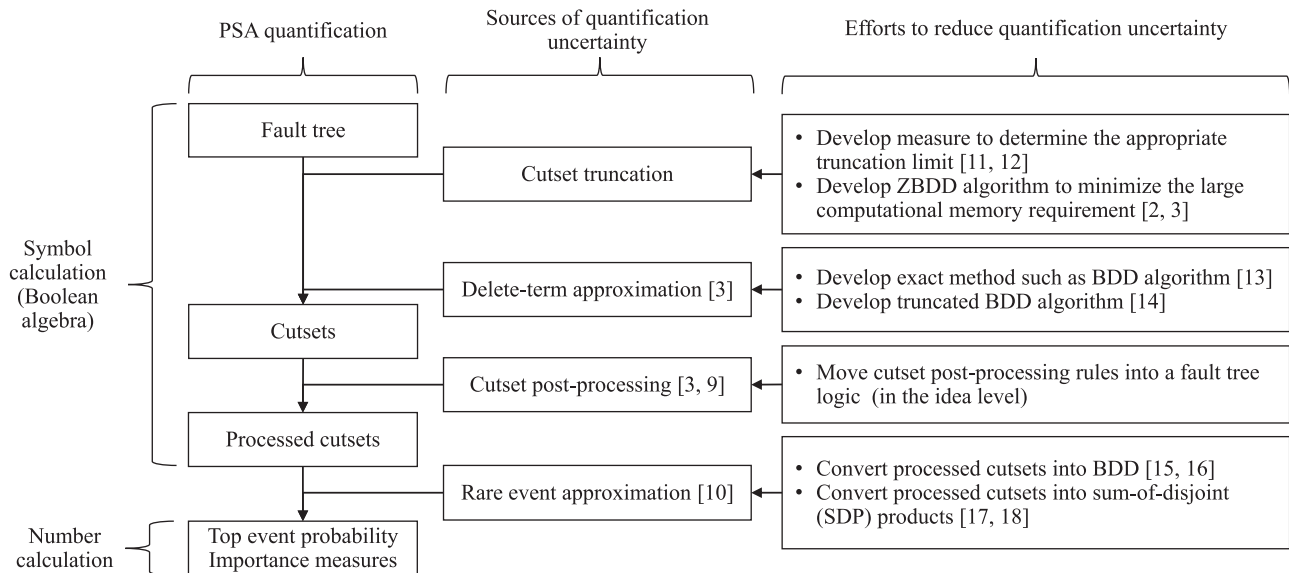 PSA quantification
Sources of quantification
uncertainty
Efforts to reduce quantification uncertainty
Symbol
calculation
(Boolean
algebra)
Number
calculation
Fault tree
Cutsets
Processed cutsets
Top event probability
Importance measures
Cutset truncation
Delete-term approximation [3]
Cutset post-processing [3, 9]
Rare event approximation [10]
• Develop measure to determine the appropriate
truncation limit [11, 12]
• Develop ZBDD algorithm to minimize the large
computational memory requirement [2, 3]
• Develop exact method such as BDD algorithm [13]
• Develop truncated BDD algorithm [14]
• Move cutset post-processing rules into a fault tree
logic (in the idea level)
• Convert processed cutsets into BDD [15, 16]
• Convert processed cutsets into sum-of-disjoint
(SDP) products [17, 18]